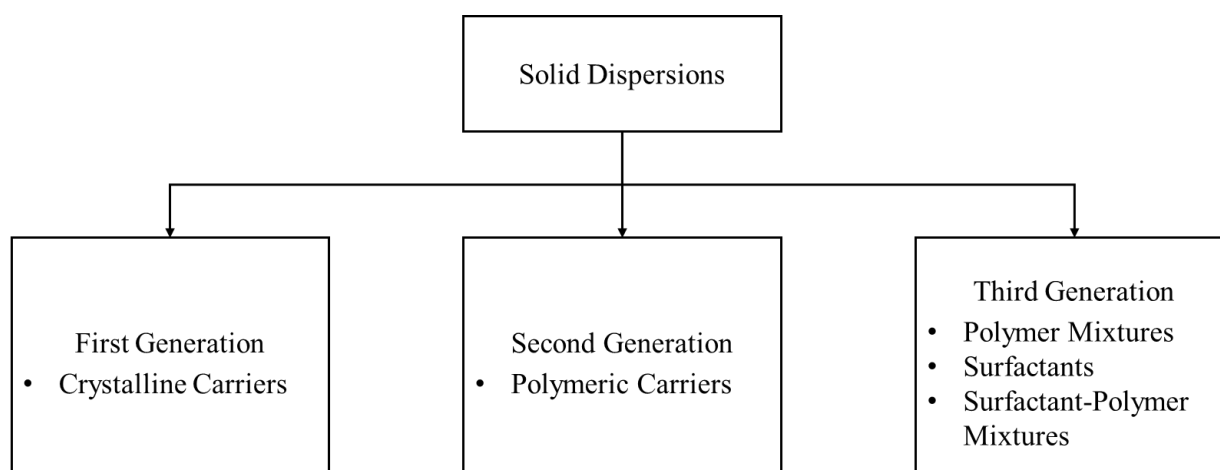 Solid Dispersions
First Generation
• Crystalline Carriers
Second Generation
• Polymeric Carriers
Third Generation
• Polymer Mixtures
• Surfactants
• Surfactant-Polymer
Mixtures